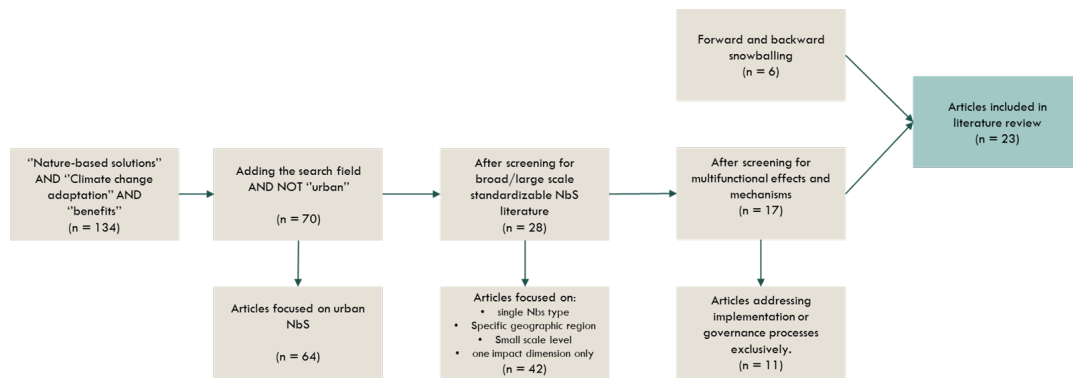 Forward and backward
snowballing
(n = 6)
Articles included in
literature review
(n = 23)
"Nature-based solutions"
AND "Climate change
adaptation" AND
"benefits"
(n = 134)
Adding the search field
AND NOT "urban"
(n = 70)
After screening for
broad/large scale
standardizable NbS
literature
(n = 28)
After screening for
multifunctional effects and
mechanisms
(n = 17)
Articles focused on urban
NbS
(n = 64)
Articles focused on:
• single Nbs type
• Specific geographic region
• Small scale level
• one impact dimension only
(n = 42)
Articles addressing
implementation or
governance processes
exclusively.
(n = 11)